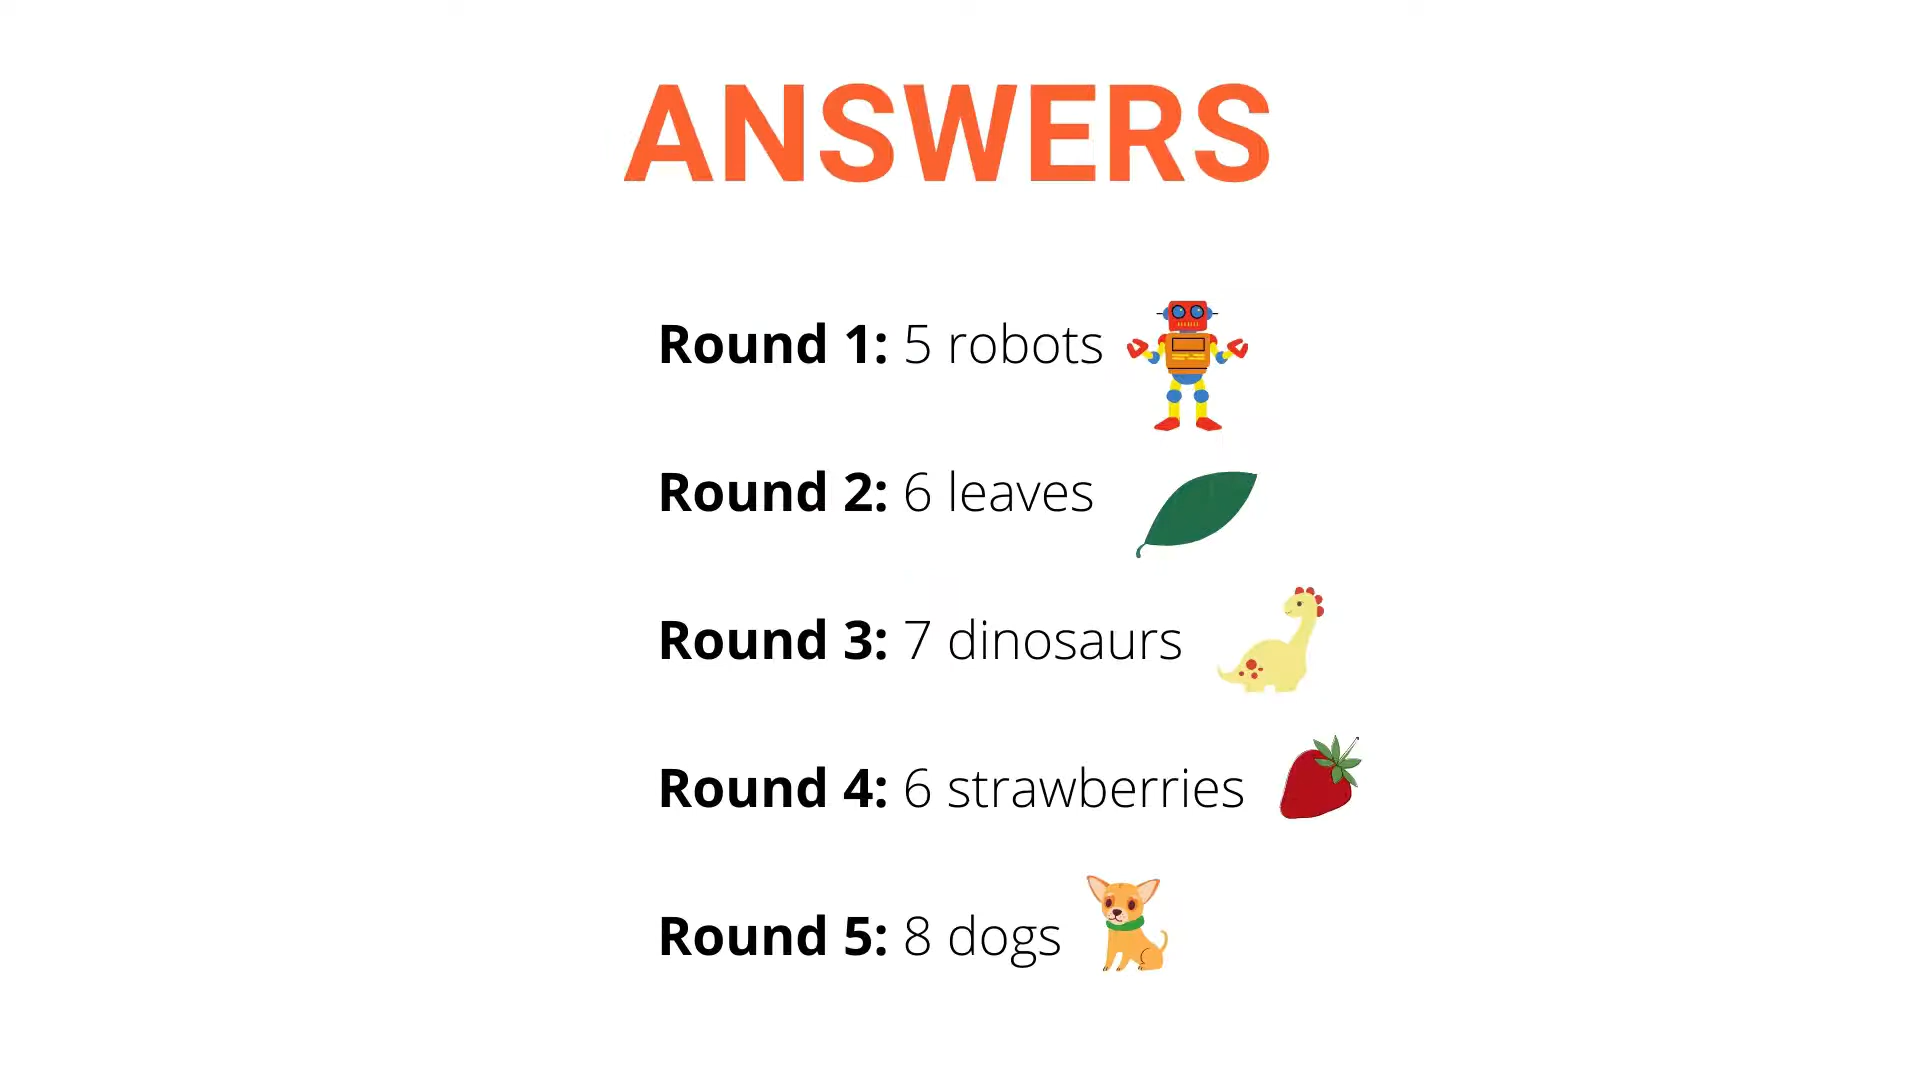 ANSWERS
Round 1: 5 robots
Round 2: 6 leaves
Round 3: 7 dinosaurs
Round 4: 6 strawberries
Round 5: 8 dogs